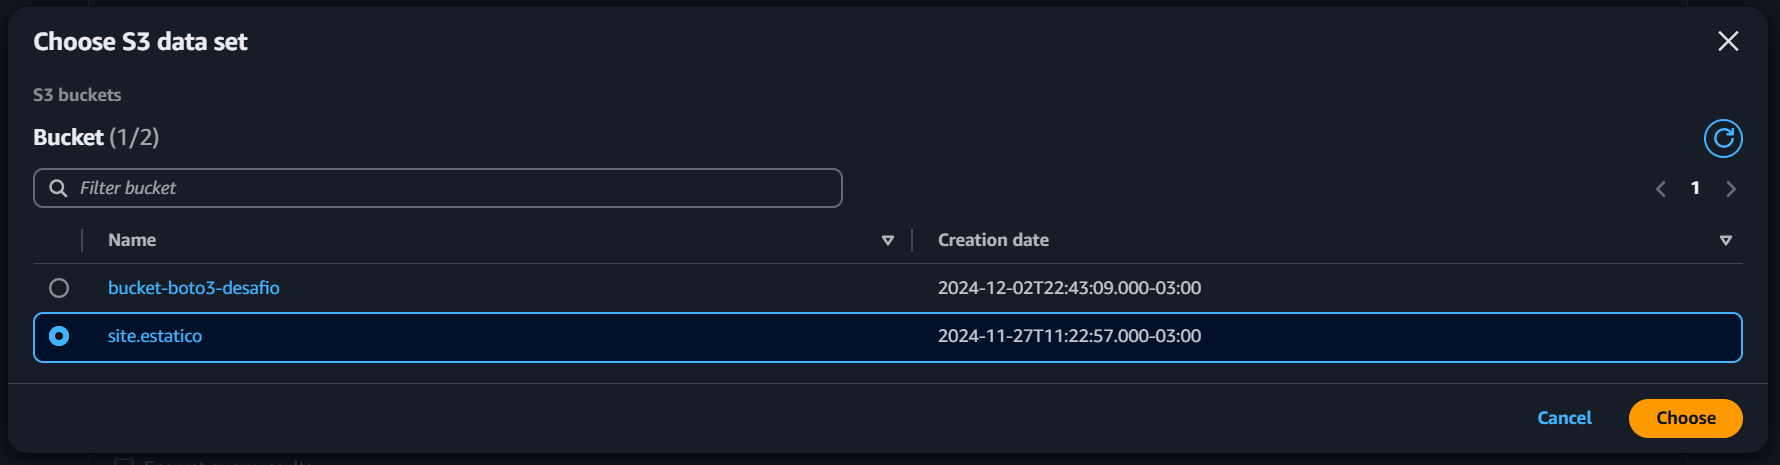 Choose S3 data set
S3 buckets
Bucket (1/2)
Filter bucket
1
Name Creation date
bucket-boto3-desafio 2024-12-02T22:43:09.000-03:00
site.estatico 2024-11-27T11:22:57.000-03:00
Cancel Choose